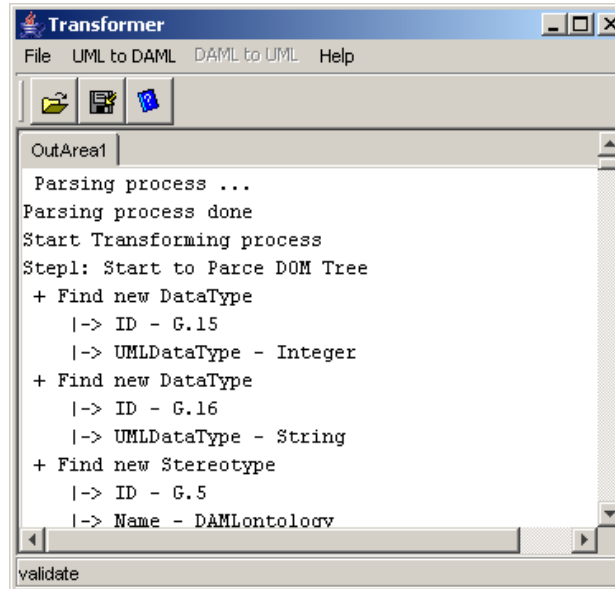 Transformer
File UML to DAML DAML to UML Help
OutArea1
Parsing process ...
Parsing process done
Start Transforming process
Step1: Start to Parce DOM Tree
+ Find new DataType
|-> ID - G.15
|-> UMLDataType - Integer
+ Find new DataType
|-> ID - G.16
|-> UMLDataType - String
+ Find new Stereotype
|-> ID - G.5
|-> Name - DAMLontology
validate